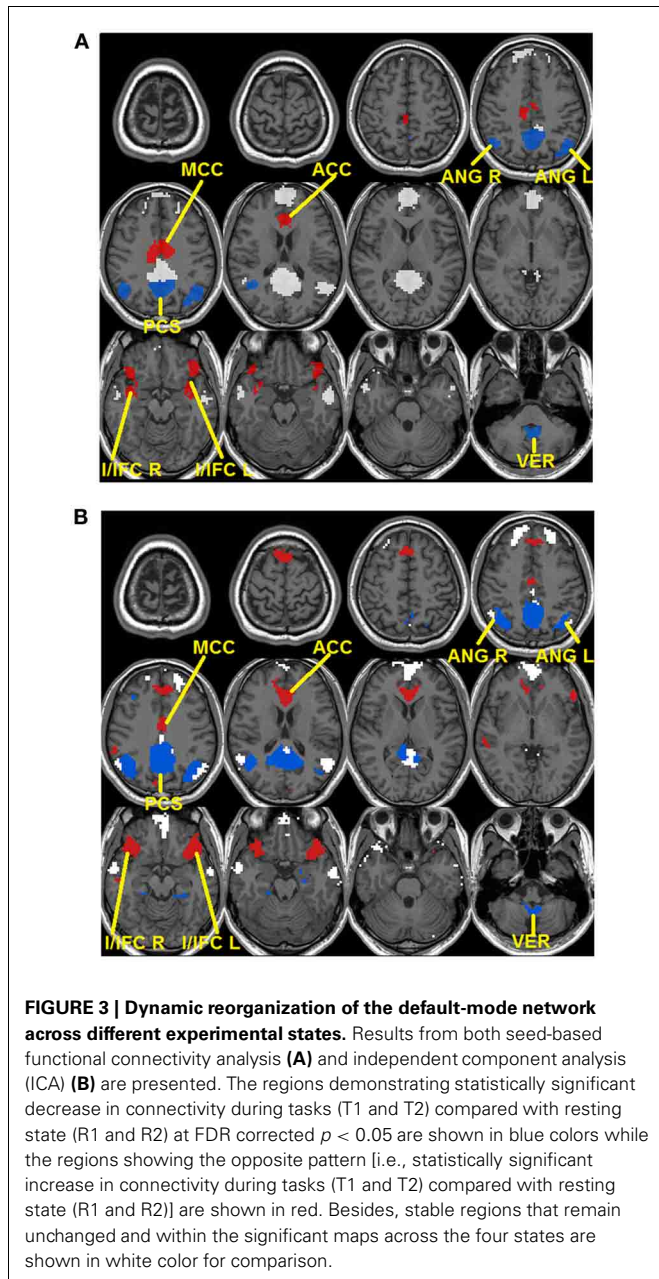 A
MCC
ACC
ANG R
ANG L
PCS
I/IFC R
I/IFC L
VER
B
MCC
ACC
ANG R
ANG L
PCS
I/IFC R
I/IFC L
VER
FIGURE 3 | Dynamic reorganization of the default-mode network
across different experimental states. Results from both seed-based
functional connectivity analysis (A) and independent component analysis
(ICA) (B) are presented. The regions demonstrating statistically significant
decrease in connectivity during tasks (T1 and T2) compared with resting
state (R1 and R2) at FDR corrected p < 0.05 are shown in blue colors while
the regions showing the opposite pattern [i.e., statistically significant
increase in connectivity during tasks (T1 and T2) compared with resting
state (R1 and R2)] are shown in red. Besides, stable regions that remain
unchanged and within the significant maps across the four states are
shown in white color for comparison.